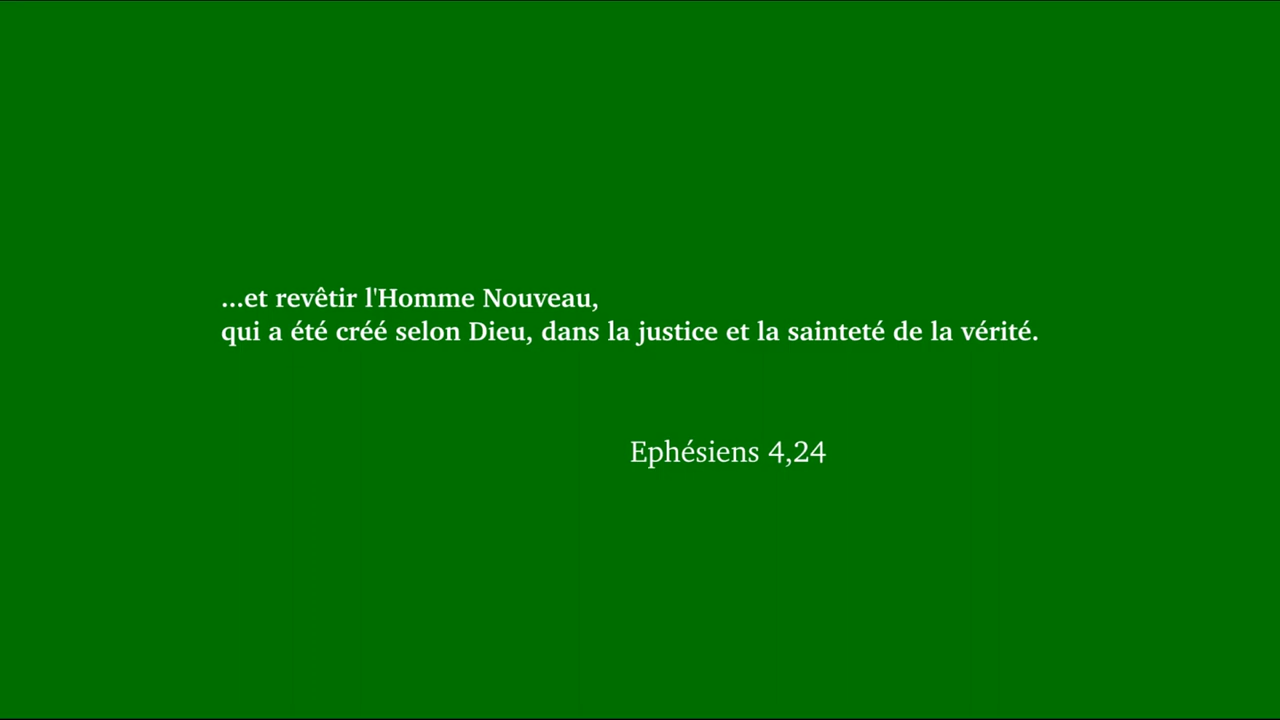 ...et revêtir l'Homme Nouveau,
qui a été créé selon Dieu, dans la justice et la sainteté de la vérité.
Ephésiens 4,24